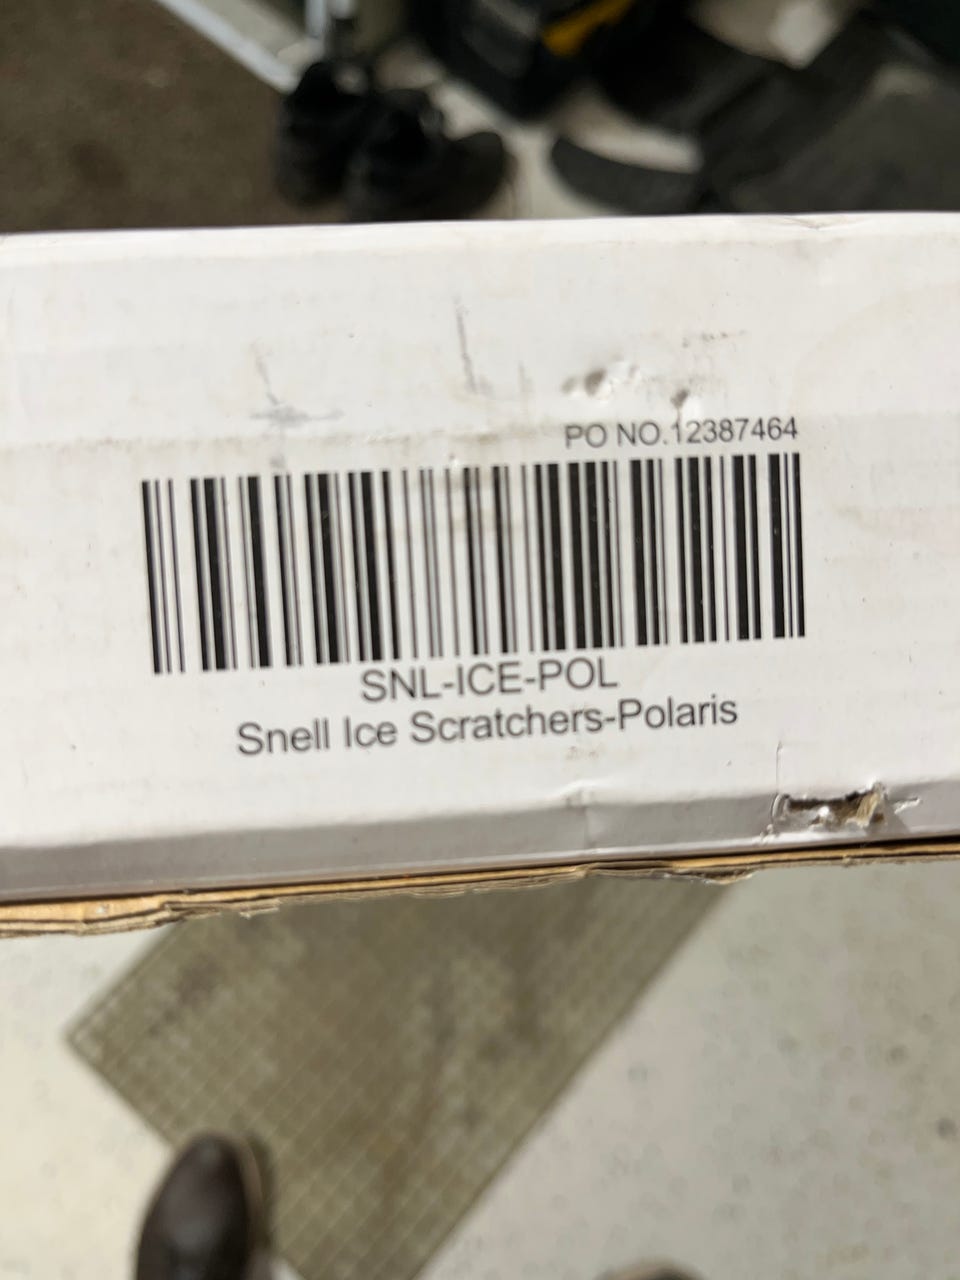 PO NO.12387464
SNL-ICE-POL
Snell Ice Scratchers-Polaris